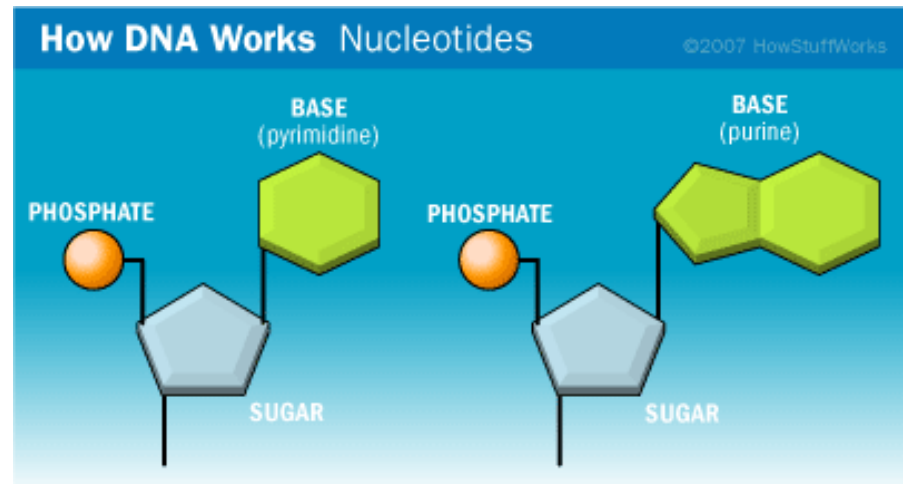 How DNA Works Nucleotides
©2007 HowStuffWorks
BASE
(pyrimidine)
BASE
(purine)
PHOSPHATE
PHOSPHATE
SUGAR
SUGAR